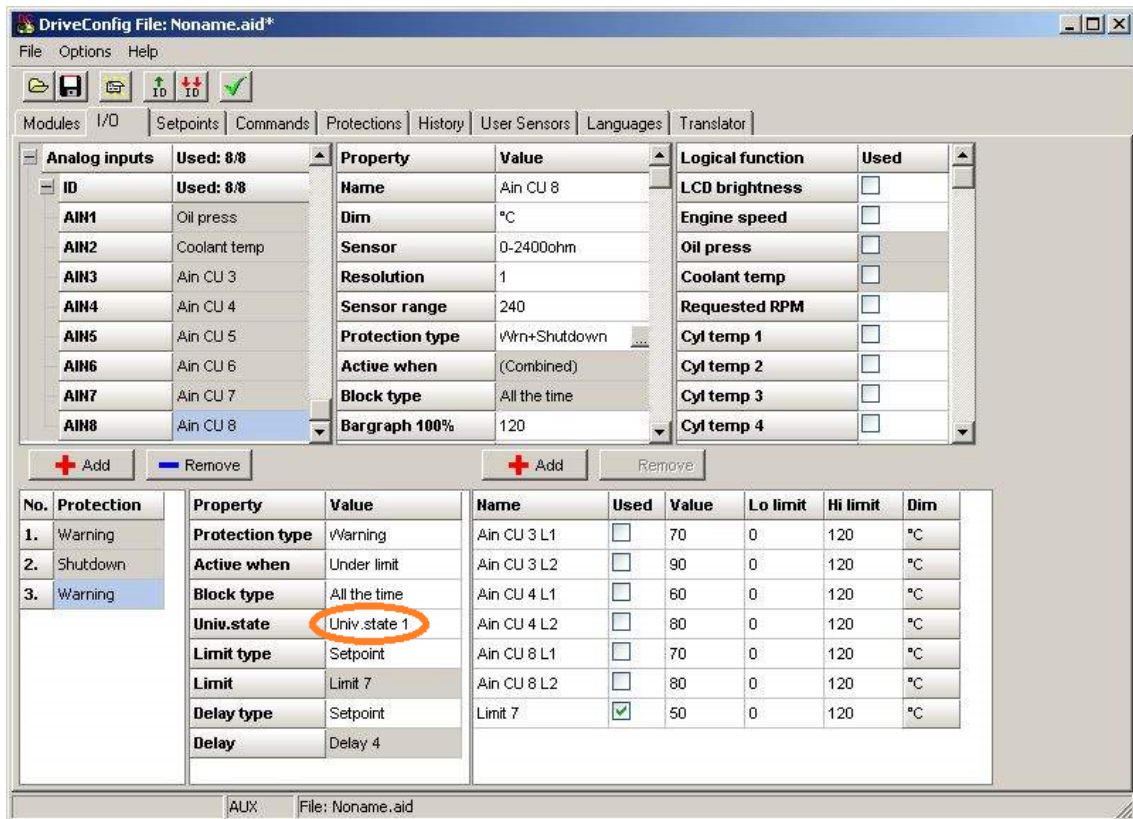 DriveConfig File: Noname.aid*
File Options Help
ID ID
Modules I/O Setpoints Commands Protections History User Sensors Languages Translator
Analog inputs Used: 8/8 Property Value Logical function Used
ID Used: 8/8 Name Ain CU 8 LCD brightness
AIN1 Oil press Dim °C Engine speed
AIN2 Coolant temp Sensor 0-2400ohm Oil press
AIN3 Ain CU 3 Resolution 1 Coolant temp
AIN4 Ain CU 4 Sensor range 240 Requested RPM
AIN5 Ain CU 5 Protection type Wrn+Shutdown ... Cyl temp 1
AIN6 Ain CU 6 Active when (Combined) Cyl temp 2
AIN7 Ain CU 7 Block type All the time Cyl temp 3
AIN8 Ain CU 8 Bargraph 100% 120 Cyl temp 4
Add Remove Add Remove
No. Protection Property Value Name Used Value Lo limit Hi limit Dim
1. Warning Protection type Warning Ain CU 3 L1 70 0 120 °C
2. Shutdown Active when Under limit Ain CU 3 L2 90 0 120 °C
3. Warning Block type All the time Ain CU 4 L1 60 0 120 °C
Univ.state Univ.state 1 Ain CU 4 L2 80 0 120 °C
Limit type Setpoint Ain CU 8 L1 70 0 120 °C
Limit Limit 7 Ain CU 8 L2 80 0 120 °C
Delay type Setpoint Limit 7 50 0 120 °C
Delay Delay 4
AUX File: Noname.aid